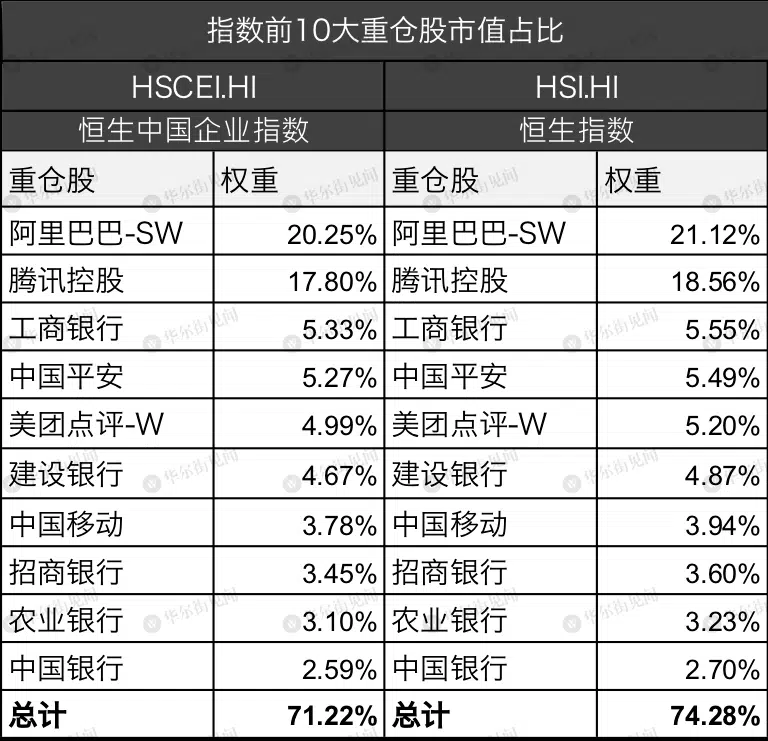 指数前10大重仓股市值占比
HSCEI.HI HSI.HI
恒生中国企业指数 恒生指数
重仓股 权重 重仓股 权重
阿里巴巴-SW 20.25% 阿里巴巴-SW 21.12%
腾讯控股 17.80% 腾讯控股 18.56%
工商银行 5.33% 工商银行 5.55%
中国平安 5.27% 中国平安 5.49%
美团点评-W 4.99% 美团点评-W 5.20%
建设银行 4.67% 建设银行 4.87%
中国移动 3.78% 中国移动 3.94%
招商银行 3.45% 招商银行 3.60%
农业银行 3.10% 农业银行 3.23%
中国银行 2.59% 中国银行 2.70%
总计 71.22% 总计 74.28%
华尔街见闻